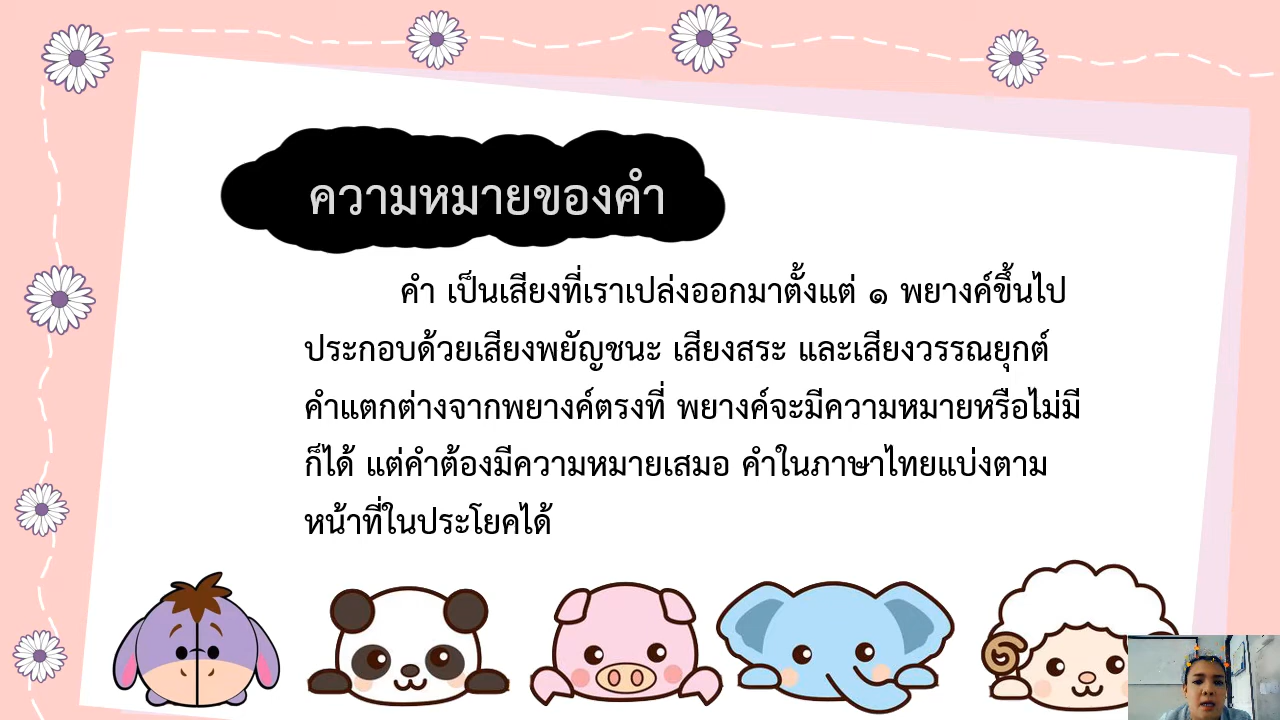 ความหมายของคำ
คำ เป็นเสียงที่เราเปล่งออกมาตั้งแต่ ๑ พยางค์ขึ้นไป
ประกอบด้วยเสียงพยัญชนะ เสียงสระ และเสียงวรรณยุกต์
คำแตกต่างจากพยางค์ตรงที่ พยางค์จะมีความหมายหรือไม่มี
ก็ได้ แต่คำต้องมีความหมายเสมอ คำในภาษาไทยแบ่งตาม
หน้าที่ในประโยคได้